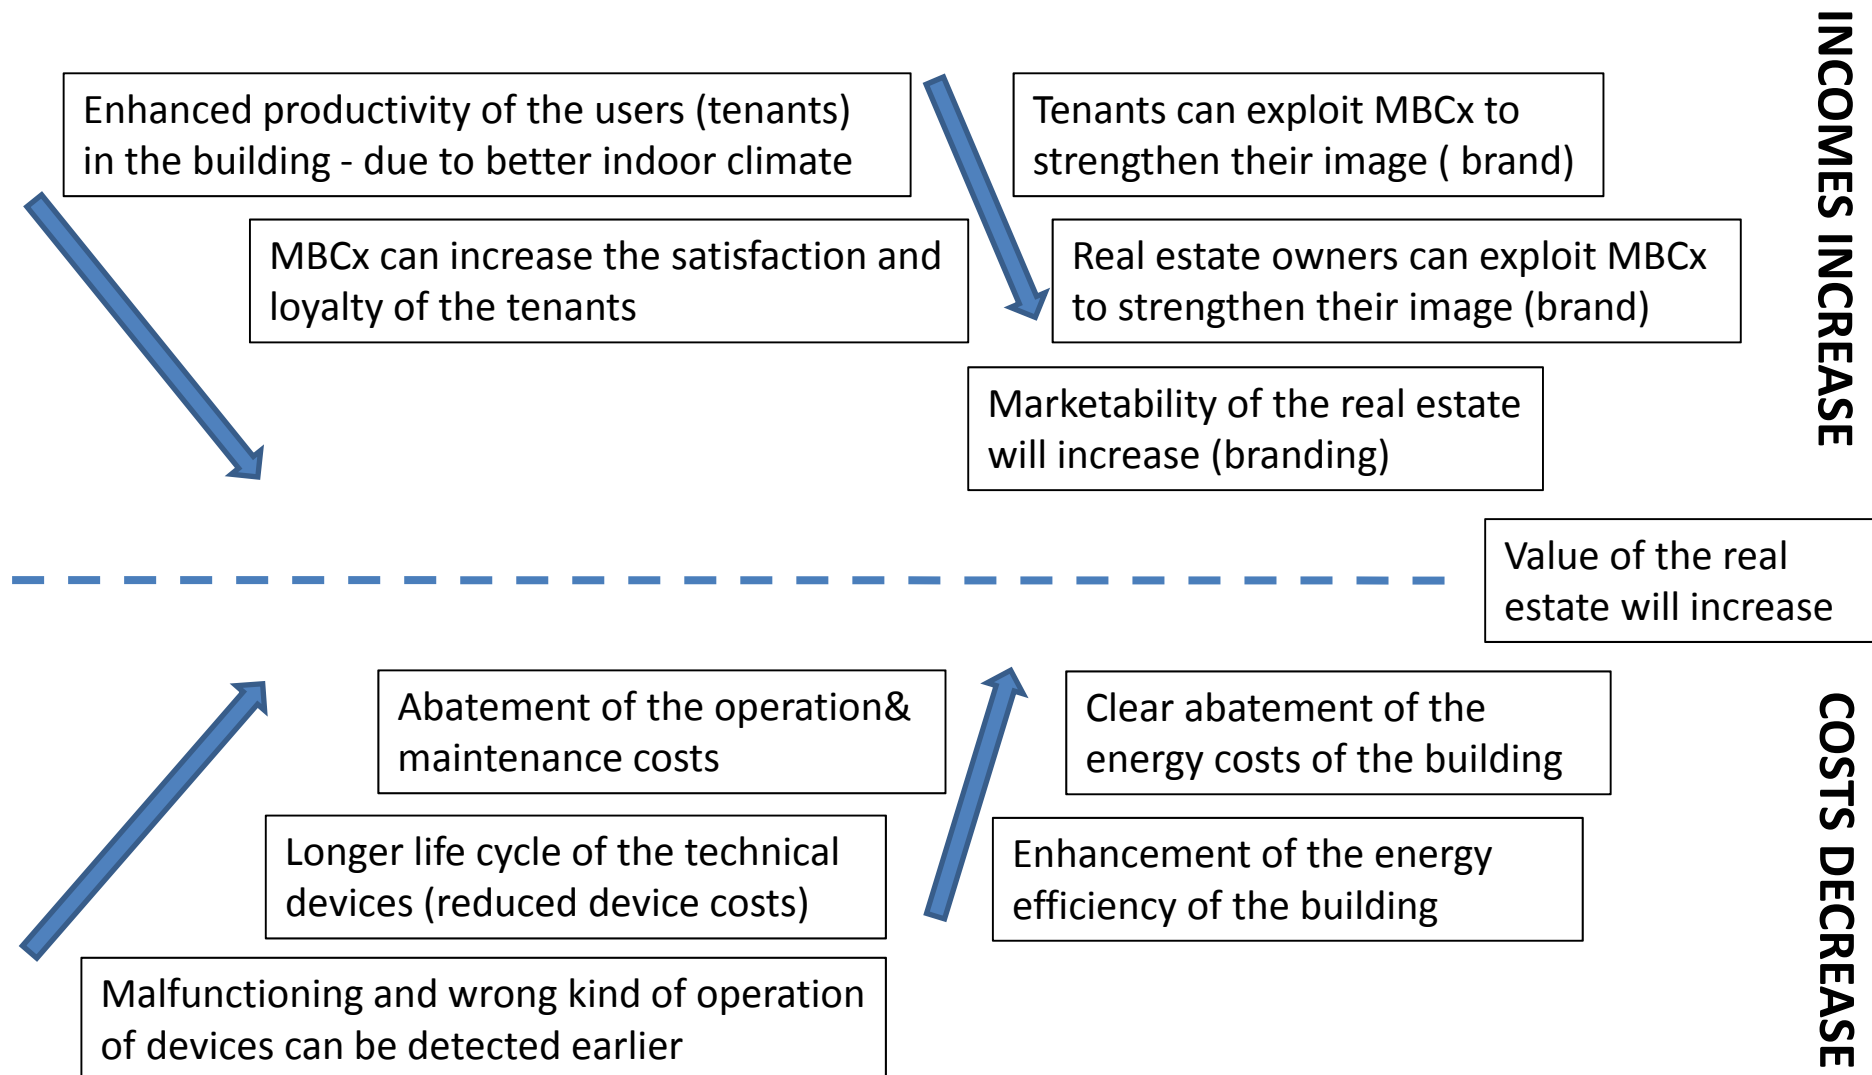 INCOMES INCREASE
Enhanced productivity of the users (tenants)
in the building - due to better indoor climate
Tenants can exploit MBCx to
strengthen their image ( brand)
MBCx can increase the satisfaction and
loyalty of the tenants
Real estate owners can exploit MBCx
to strengthen their image (brand)
Marketability of the real estate
will increase (branding)
Value of the real
estate will increase
COSTS DECREASE
Abatement of the operation&
maintenance costs
Clear abatement of the
energy costs of the building
Longer life cycle of the technical
devices (reduced device costs)
Enhancement of the energy
efficiency of the building
Malfunctioning and wrong kind of operation
of devices can be detected earlier